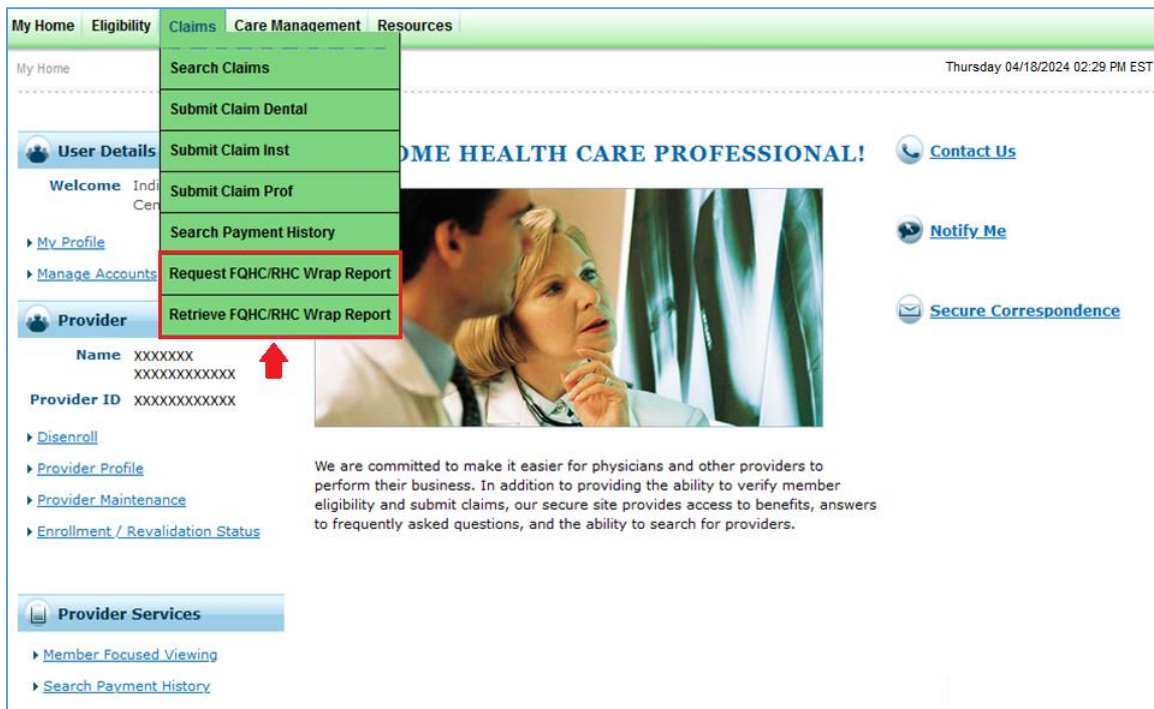 My Home Eligibility Claims Care Management Resources
My Home
Thursday 04/18/2024 02:29 PM EST
Search Claims
Submit Claim Dental
Submit Claim Inst
Submit Claim Prof
Search Payment History
Request FQHC/RHC Wrap Report
Retrieve FQHC/RHC Wrap Report
User Details
Welcome Indi
Cen
My Profile
Manage Accounts
Provider
Name XXXXXXX
XXXXXXXXXXXX
Provider ID XXXXXXXXXXXX
Disenroll
Provider Profile
Provider Maintenance
Enrollment / Revalidation Status
Provider Services
Member Focused Viewing
Search Payment History
OME HEALTH CARE PROFESSIONAL!
We are committed to make it easier for physicians and other providers to
perform their business. In addition to providing the ability to verify member
eligibility and submit claims, our secure site provides access to benefits, answers
to frequently asked questions, and the ability to search for providers.
Contact Us
Notify Me
Secure Correspondence